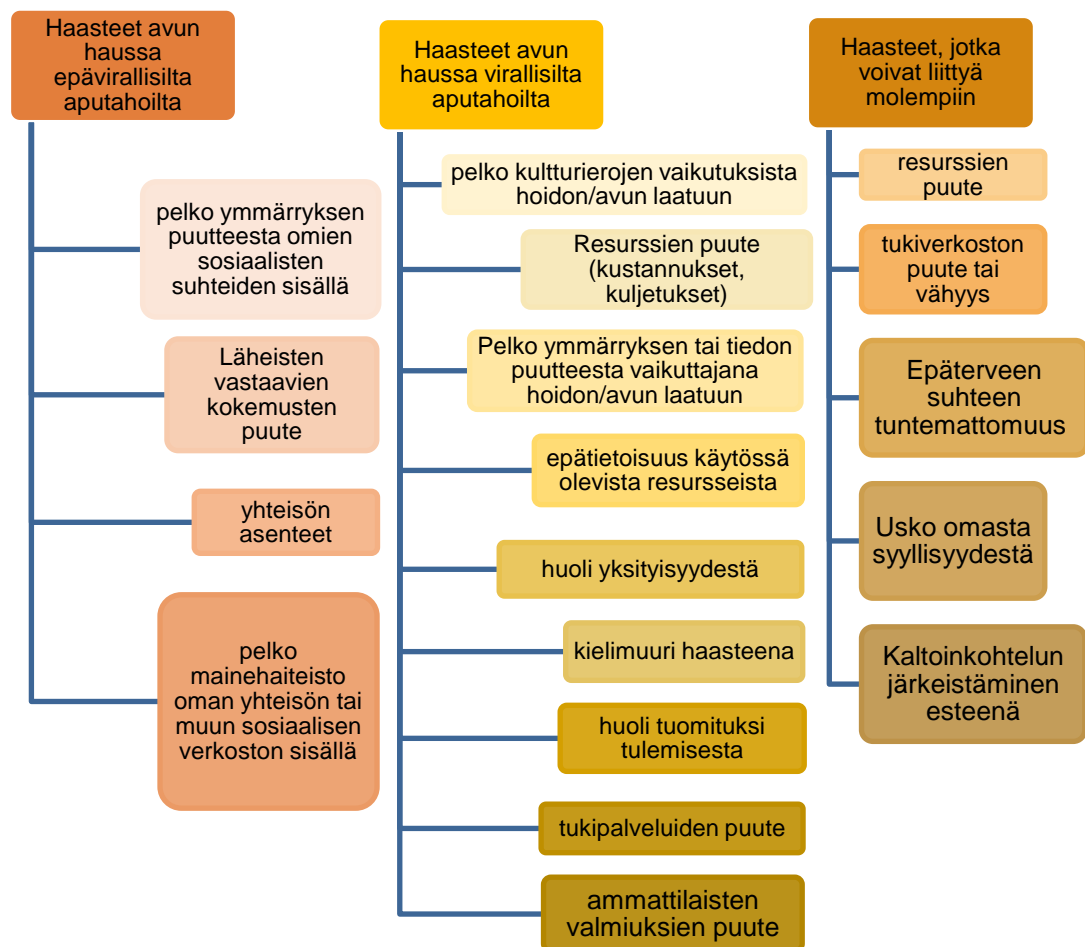 Haasteet avun
haussa
epävirallisilta
aputahoilta
pelko ymmärryksen
puutteesta omien
sosiaalisten
suhteiden sisällä
Läheisten
vastaavien
kokemusten
puute
yhteisön
asenteet
pelko
mainehaiteisto
oman yhteisön tai
muun sosiaalisen
verkoston sisällä
Haasteet avun
haussa virallisilta
aputahoilta
pelko kultturierojen vaikutuksista
hoidon/avun laatuun
Resurssien puute
(kustannukset,
kuljetukset)
Pelko ymmärryksen tai tiedon
puutteesta vaikuttajana
hoidon/avun laatuun
epätietoisuus käytössä
olevista resursseista
huoli yksityisyydestä
kielimuuri haasteena
huoli tuomituksi
tulemisesta
tukipalveluiden puute
ammattilaisten
valmiuksien puute
Haasteet, jotka
voivat liittyä
molempiin
resurssien
puute
tukiverkoston
puute tai
vähyys
Epäterveen
suhteen
tuntemattomuus
Usko omasta
syyllisyydestä
Kaltoinkohtelun
järkeistäminen
esteenä